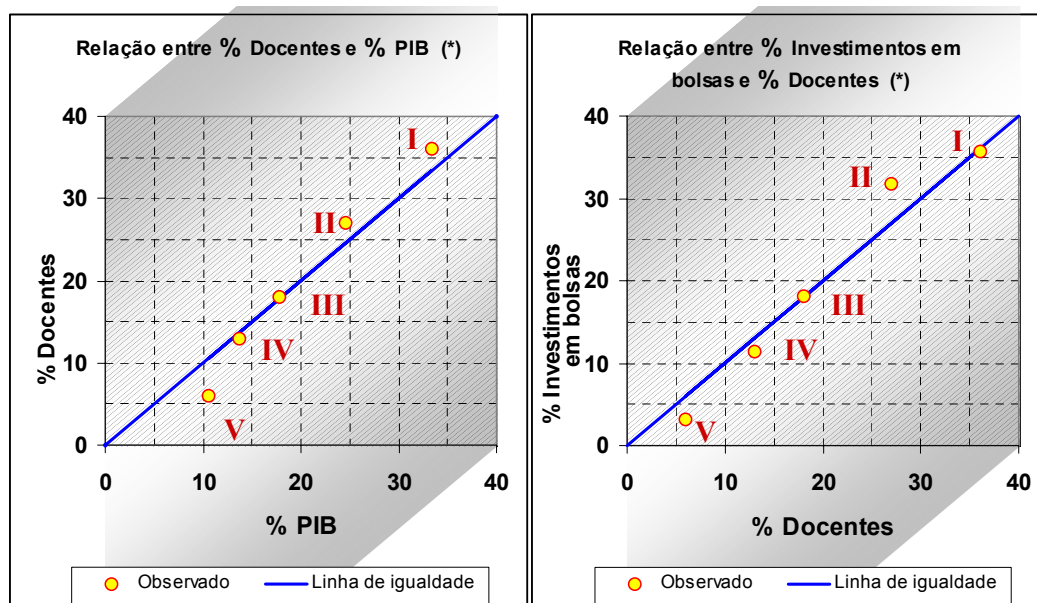 Relação entre % Docentes e % PIB (*)
40
30
20
10
0
% Docentes
I
II
III
IV
V
0 10 20 30 40
% PIB
Observado Linha de igualdade
Relação entre % Investimentos em
bolsas e % Docentes (*)
40
30
20
10
0
% Investimentos
em bolsas
I
II
III
IV
V
0 10 20 30 40
% Docentes
Observado Linha de igualdade